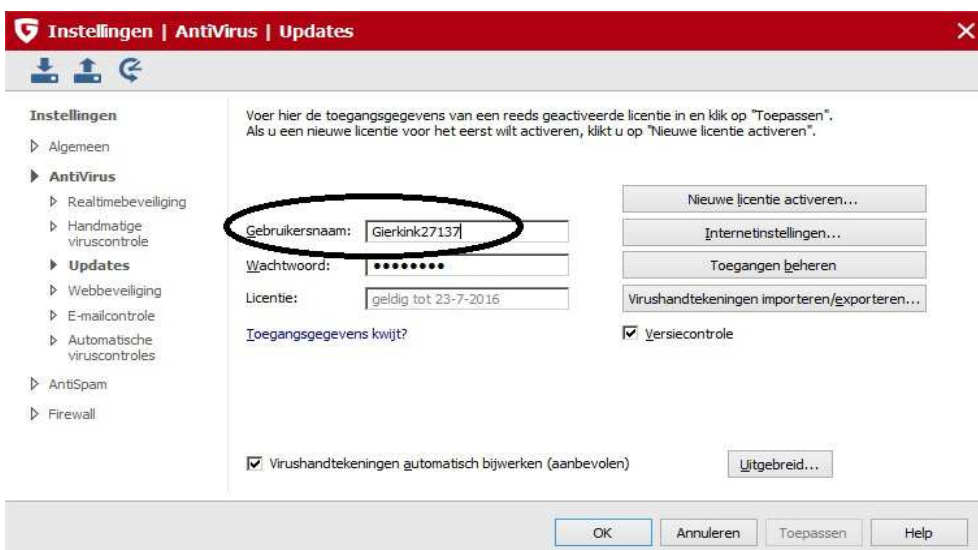 Instellingen | AntiVirus | Updates
Instellingen
Algemeen
AntiVirus
Realtimebeveiliging
Handmatige
viruscontrole
Updates
Webbeveiliging
E-mailcontrole
Automatische
viruscontroles
AntiSpam
Firewall
Voer hier de toegangsgegevens van een reeds geactiveerde licentie in en klik op "Toepassen".
Als u een nieuwe licentie voor het eerst wilt activeren, klikt u op "Nieuwe licentie activeren".
Gebruikersnaam: Gierkink27137
Wachtwoord: ●●●●●●●●
Licentie: geldig tot 23-7-2016
Toegangsgegevens kwijt?
Nieuwe licentie activeren...
Internetinstellingen...
Toegangen beheren
Virushandtekeningen importeren/exporteren...
Versiecontrole
Virushandtekeningen automatisch bijwerken (aanbevolen)
Uitgebreid...
OK Annuleren Toepassen Help